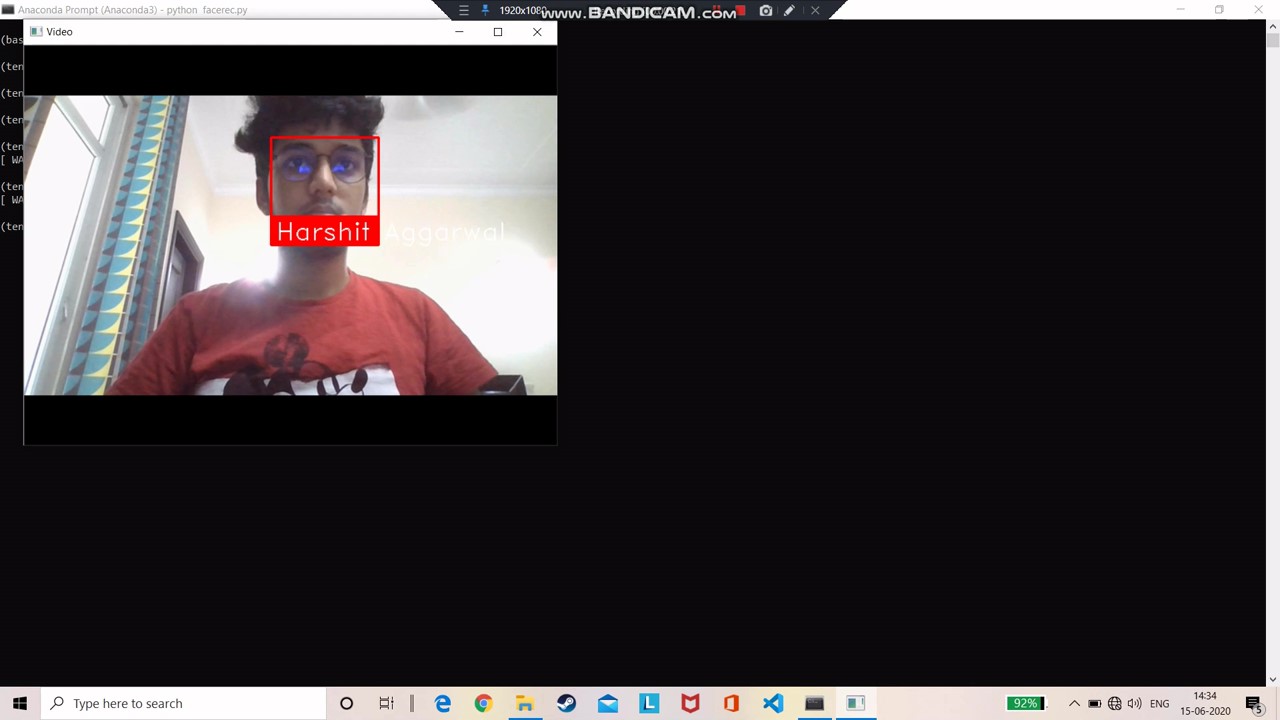 Anaconda Prompt (Anaconda3) - python facerec.py
1920x1080
www.BANDICAM.com
Video
(bas
(ten
(ten
(ten
(ten
[ WA
(ten
[ WA
(ten
Harshit Aggarwal
Type here to search
92%
ENG
14:34
15-06-2020
5